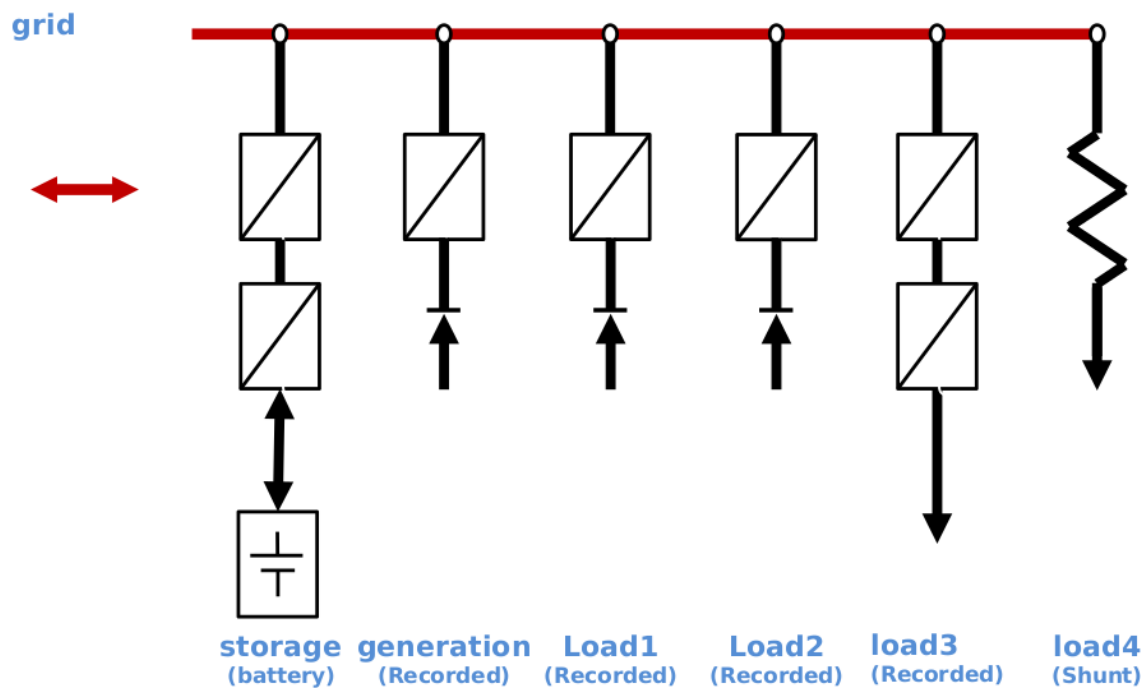 grid
storage generation Load1 Load2 load3 load4
(battery) (Recorded) (Recorded) (Recorded) (Recorded) (Shunt)